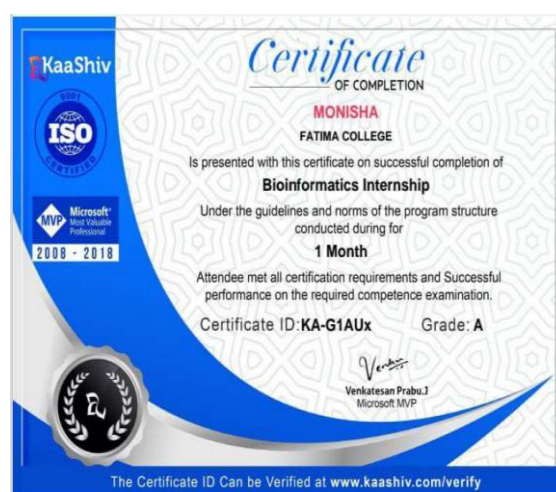 KaaShiv
9001
ISO
CERTIFIED
MVP
Microsoft®
Most Valuable
Professional
2008 - 2018
Certificate
OF COMPLETION
MONISHA
FATIMA COLLEGE
Is presented with this certificate on successful completion of
Bioinformatics Internship
Under the guidelines and norms of the program structure
conducted during for
1 Month
Attendee met all certification requirements and Successful
performance on the required competence examination.
Certificate ID:KA-G1AUx Grade: A
Venkatesan Prabu.J
Microsoft MVP
The Certificate ID Can be Verified at www.kaashiv.com/verify